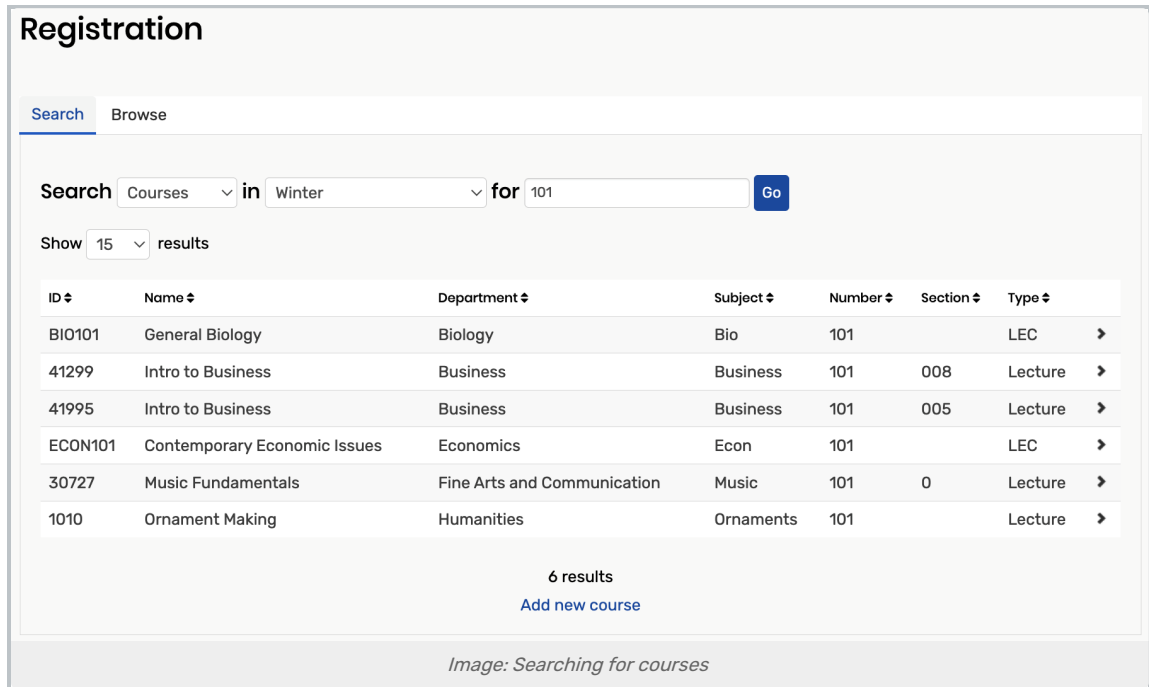 Registration
Search Browse
Search Courses in Winter for 101 Go
Show 15 results
ID Name Department Subject Number Section Type
BIO101 General Biology Biology Bio 101 LEC
41299 Intro to Business Business Business 101 008 Lecture
41995 Intro to Business Business Business 101 005 Lecture
ECON101 Contemporary Economic Issues Economics Econ 101 LEC
30727 Music Fundamentals Fine Arts and Communication Music 101 0 Lecture
1010 Ornament Making Humanities Ornaments 101 Lecture
6 results
Add new course
Image: Searching for courses